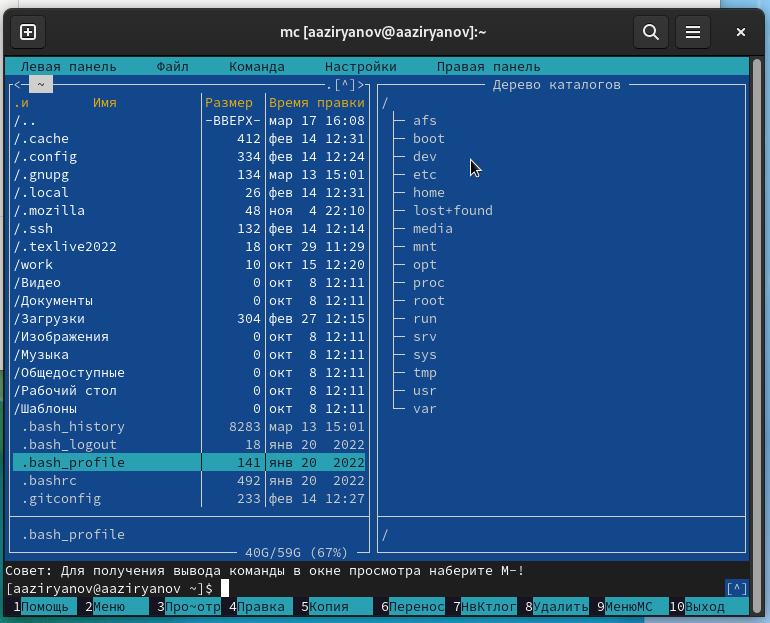 mc [aaziryanov@aaziryanov]:~
Левая панель Файл Команда Настройки Правая панель
<─ ~ .[^]> Дерево каталогов
.и Имя Размер Время правки /
/.. -ВВЕРХ- мар 17 16:08 afs
/.cache 412 фев 14 12:31 boot
/.config 334 фев 14 12:24 dev
/.gnupg 134 мар 13 15:01 etc
/.local 26 фев 14 12:31 home
/.mozilla 48 ноя 4 22:10 lost+found
/.ssh 132 фев 14 12:14 media
/.texlive2022 18 окт 29 11:29 mnt
/work 10 окт 15 12:20 opt
/Видео 0 окт 8 12:11 proc
/Документы 0 окт 8 12:11 root
/Загрузки 304 фев 27 12:15 run
/Изображения 0 окт 8 12:11 srv
/Музыка 0 окт 8 12:11 sys
/Общедоступные 0 окт 8 12:11 tmp
/Рабочий стол 0 окт 8 12:11 usr
/Шаблоны 0 окт 8 12:11 var
.bash_history 8283 мар 13 15:01
.bash_logout 18 янв 20 2022
.bash_profile 141 янв 20 2022
.bashrc 492 янв 20 2022
.gitconfig 233 фев 14 12:27
.bash_profile /
40G/59G (67%)
Совет: Для получения вывода команды в окне просмотра наберите M-!
[aaziryanov@aaziryanov ~]$ [^]
1Помощь 2Меню 3Про~отр 4Правка 5Копия 6Перенос 7НвКтлог 8Удалить 9МенюMC 10Выход